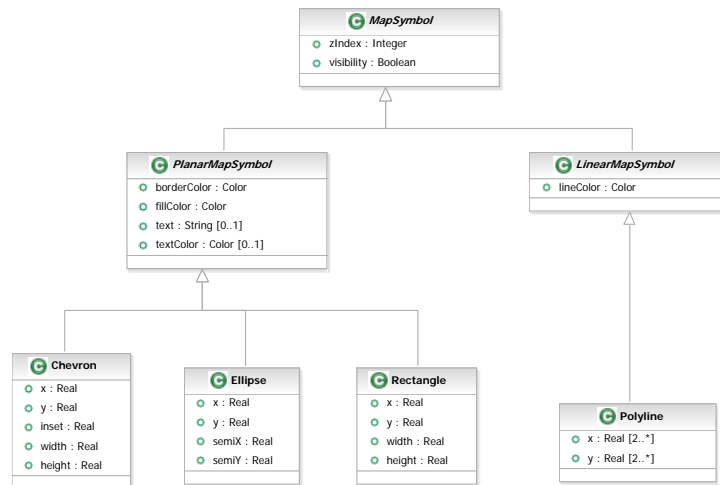 C MapSymbol
zIndex : Integer
visibility : Boolean
C PlanarMapSymbol
borderColor : Color
fillColor : Color
text : String [0..1]
textColor : Color [0..1]
C LinearMapSymbol
lineColor : Color
C Chevron
x : Real
y : Real
inset : Real
width : Real
height : Real
C Ellipse
x : Real
y : Real
semiX : Real
semiY : Real
C Rectangle
x : Real
y : Real
width : Real
height : Real
C Polyline
x : Real [2..*]
y : Real [2..*]